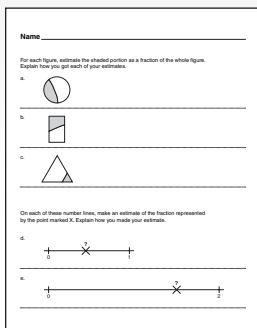 Name
For each figure, estimate the shaded portion as a fraction of the whole figure.
Explain how you got each of your estimates.
a.
b.
c.
On each of these number lines, make an estimate of the fraction represented
by the point marked X. Explain how you made your estimate.
d.
?
0 1
e.
?
0 2